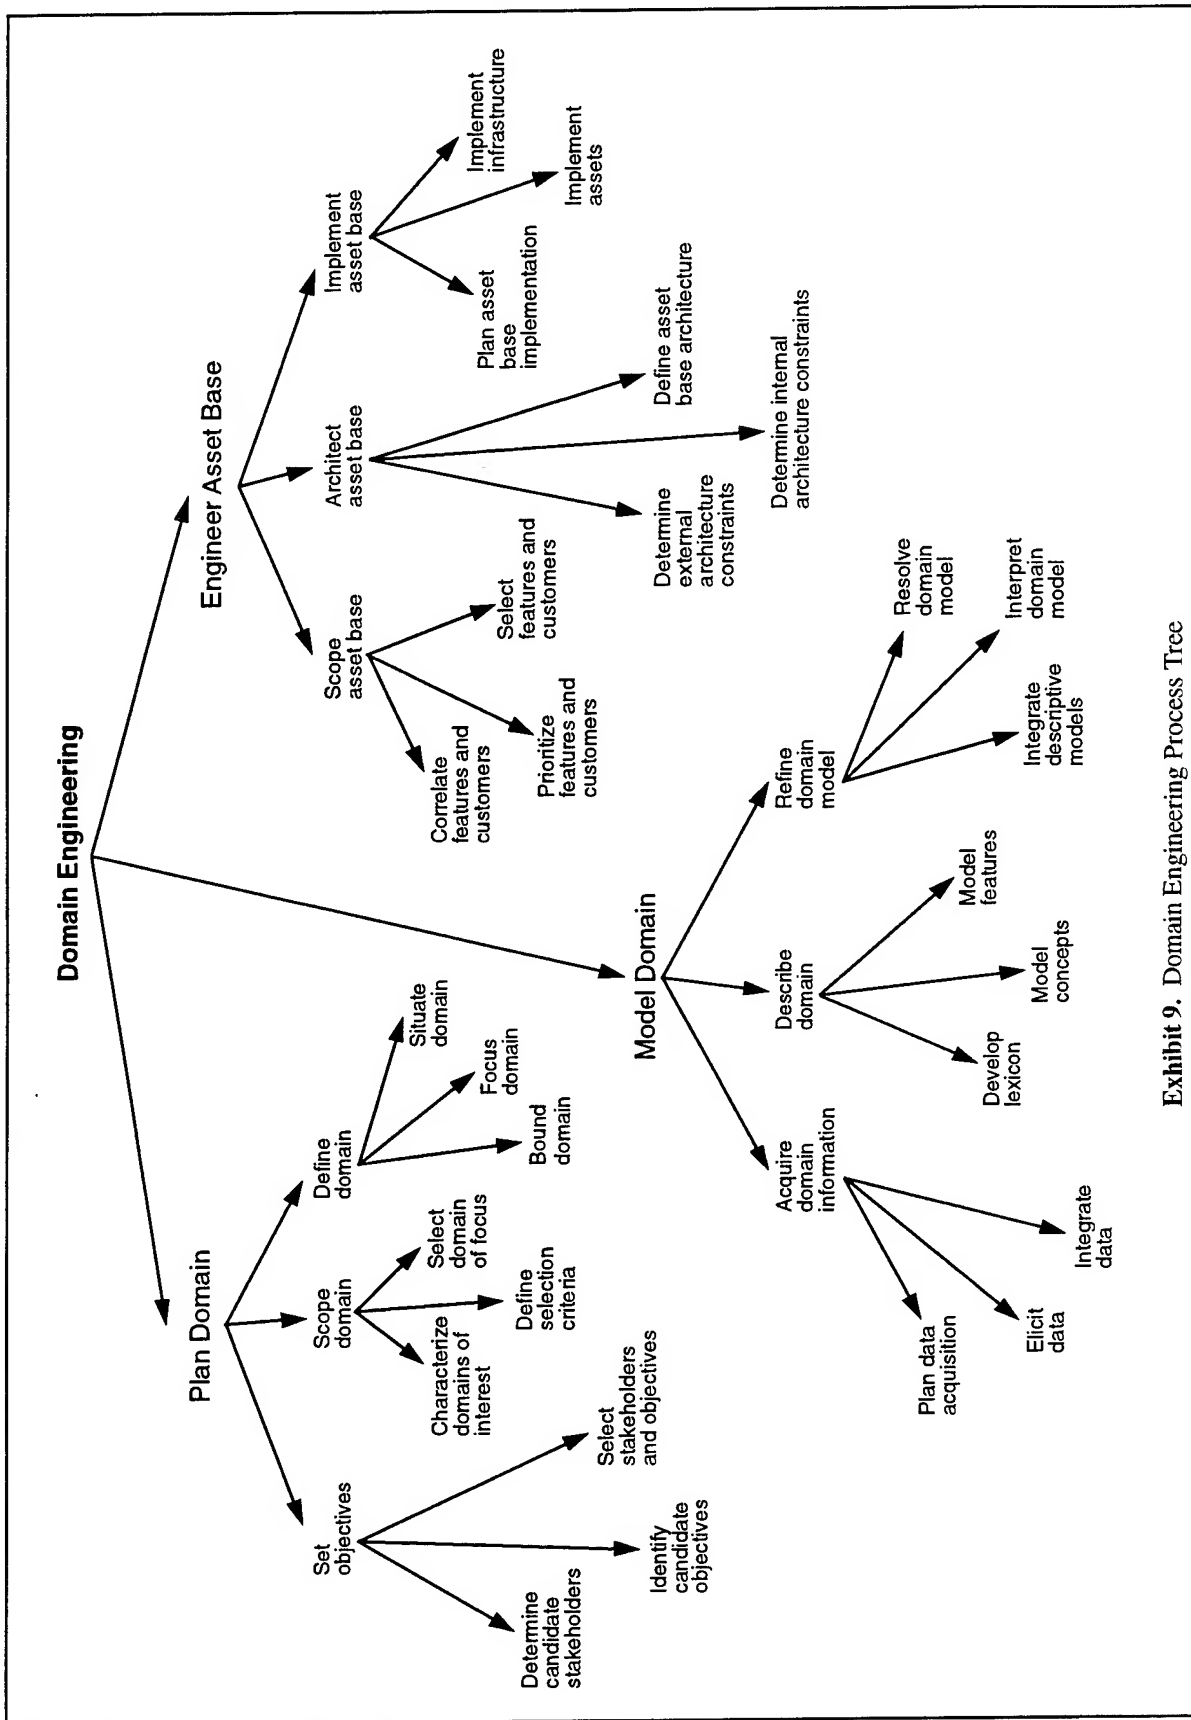 Domain Engineering
Plan Domain
Engineer Asset Base
Model Domain
Set
objectives
Scope
domain
Define
domain
Determine
candidate
stakeholders
Identify
candidate
objectives
Select
stakeholders
and objectives
Characterize
domains of
interest
Define
selection
criteria
Select
domain
of focus
Bound
domain
Focus
domain
Situate
domain
Acquire
domain
information
Describe
domain
Refine
domain
model
Plan data
acquisition
Elicit
data
Integrate
data
Develop
lexicon
Model
concepts
Model
features
Integrate
descriptive
models
Interpret
domain
model
Resolve
domain
model
Scope
asset base
Architect
asset base
Implement
asset base
Correlate
features and
customers
Prioritize
features and
customers
Select
features and
customers
Determine
external
architecture
constraints
Determine internal
architecture constraints
Define asset
base architecture
Plan asset
base
implementation
Implement
assets
Implement
infrastructure
Exhibit 9. Domain Engineering Process Tree